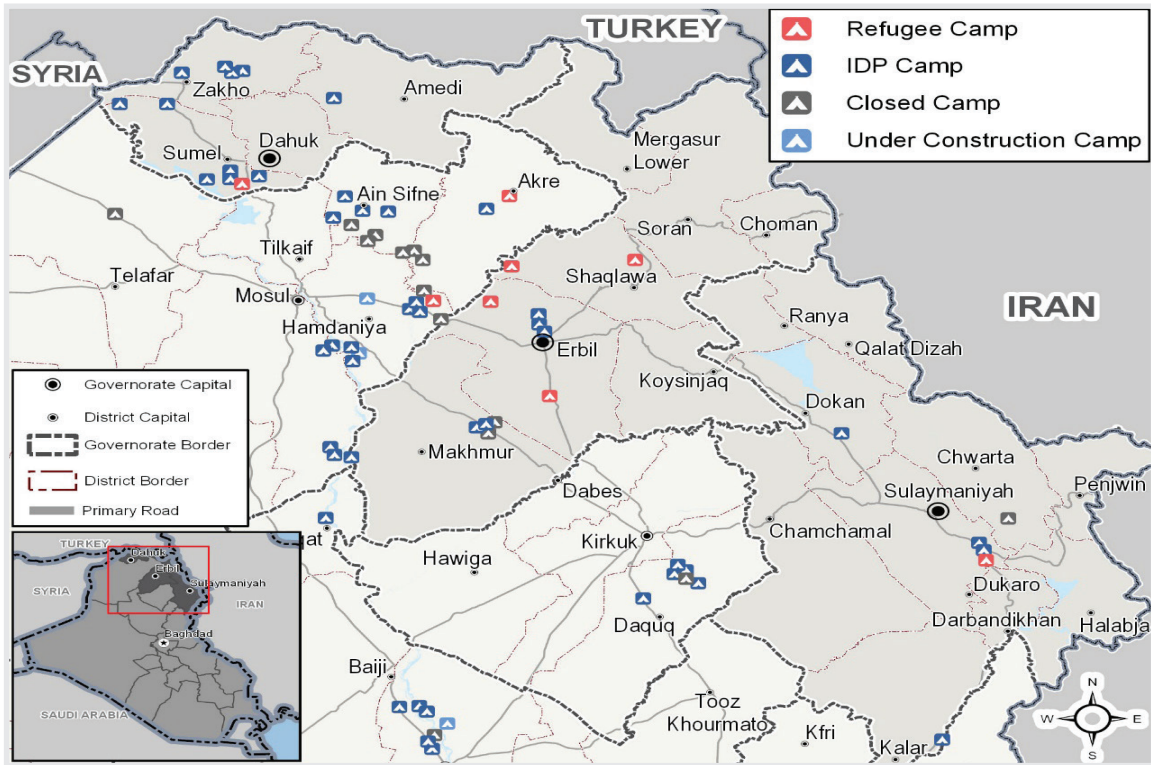 TURKEY
SYRIA
Refugee Camp
IDP Camp
Closed Camp
Under Construction Camp
Zakho
Amedi
Dahuk
Sumel
Mergasur
Lower
Ain Sifne
Akre
Soran
Choman
Tilkaif
Telafar
Shaqlawa
Mosul
IRAN
Hamdaniya
Ranya
Qalat Dizah
Erbil
Koysinjaq
Dokan
Governorate Capital
District Capital
Governorate Border
District Border
Primary Road
Makhmur
Chwarta
Penjwin
Dabes
Sulaymaniyah
Chamchamal
Kirkuk
Hawiga
Dukaro
Darbandikhan
Halabja
Daquq
Baiji
Tooz
Khourmato
Kfri
Kalar
TURKEY
Dahuk
Erbil
SYRIA
Sulaymaniyah
IRAN
Baghdad
SAUDI ARABIA
N
W
E
S